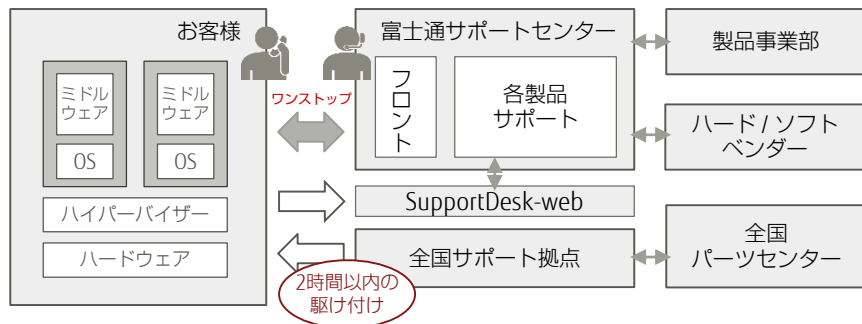 お客様
ミドル
ウェア
OS
ミドル
ウェア
OS
ハイパーバイザー
ハードウェア
ワンストップ
富士通サポートセンター
フロント
各製品
サポート
SupportDesk-web
全国サポート拠点
2時間以内の
駆け付け
製品事業部
ハード / ソフト
ベンダー
全国
パーツセンター